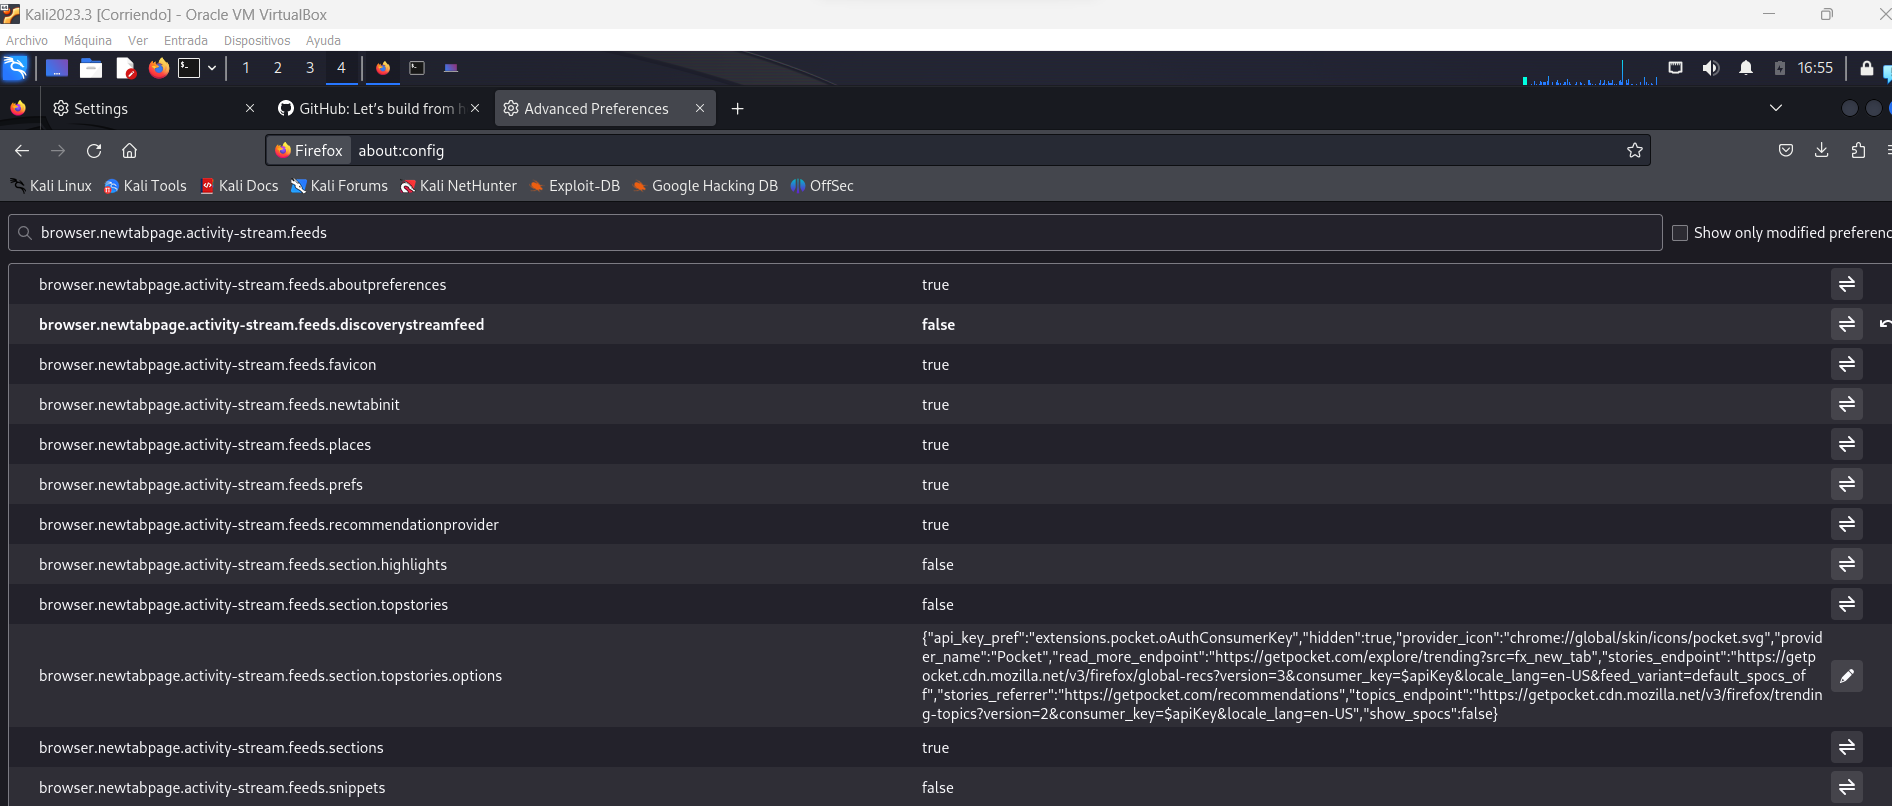 Kali2023.3 [Corriendo] - Oracle VM VirtualBox
Archivo Máquina Ver Entrada Dispositivos Ayuda
1 2 3 4 16:55
Settings GitHub: Let's build from h Advanced Preferences
Firefox about:config
Kali Linux Kali Tools Kali Docs Kali Forums Kali NetHunter Exploit-DB Google Hacking DB OffSec
browser.newtabpage.activity-stream.feeds Show only modified preferenc
browser.newtabpage.activity-stream.feeds.aboutpreferences true
browser.newtabpage.activity-stream.feeds.discoverystreamfeed false
browser.newtabpage.activity-stream.feeds.favicon true
browser.newtabpage.activity-stream.feeds.newtabinit true
browser.newtabpage.activity-stream.feeds.places true
browser.newtabpage.activity-stream.feeds.prefs true
browser.newtabpage.activity-stream.feeds.recommendationprovider true
browser.newtabpage.activity-stream.feeds.section.highlights false
browser.newtabpage.activity-stream.feeds.section.topstories false
browser.newtabpage.activity-stream.feeds.section.topstories.options
{"api_key_pref":"extensions.pocket.oAuthConsumerKey","hidden":true,"provider_icon":"chrome://global/skin/icons/pocket.svg","provid
er_name":"Pocket","read_more_endpoint":"https://getpocket.com/explore/trending?src=fx_new_tab","stories_endpoint":"https://getp
ocket.cdn.mozilla.net/v3/firefox/global-recs?version=3&consumer_key=$apiKey&locale_lang=en-US&feed_variant=default_spocs_of
f","stories_referrer":"https://getpocket.com/recommendations","topics_endpoint":"https://getpocket.cdn.mozilla.net/v3/firefox/trendin
g-topics?version=2&consumer_key=$apiKey&locale_lang=en-US","show_spocs":false}
browser.newtabpage.activity-stream.feeds.sections true
browser.newtabpage.activity-stream.feeds.snippets false